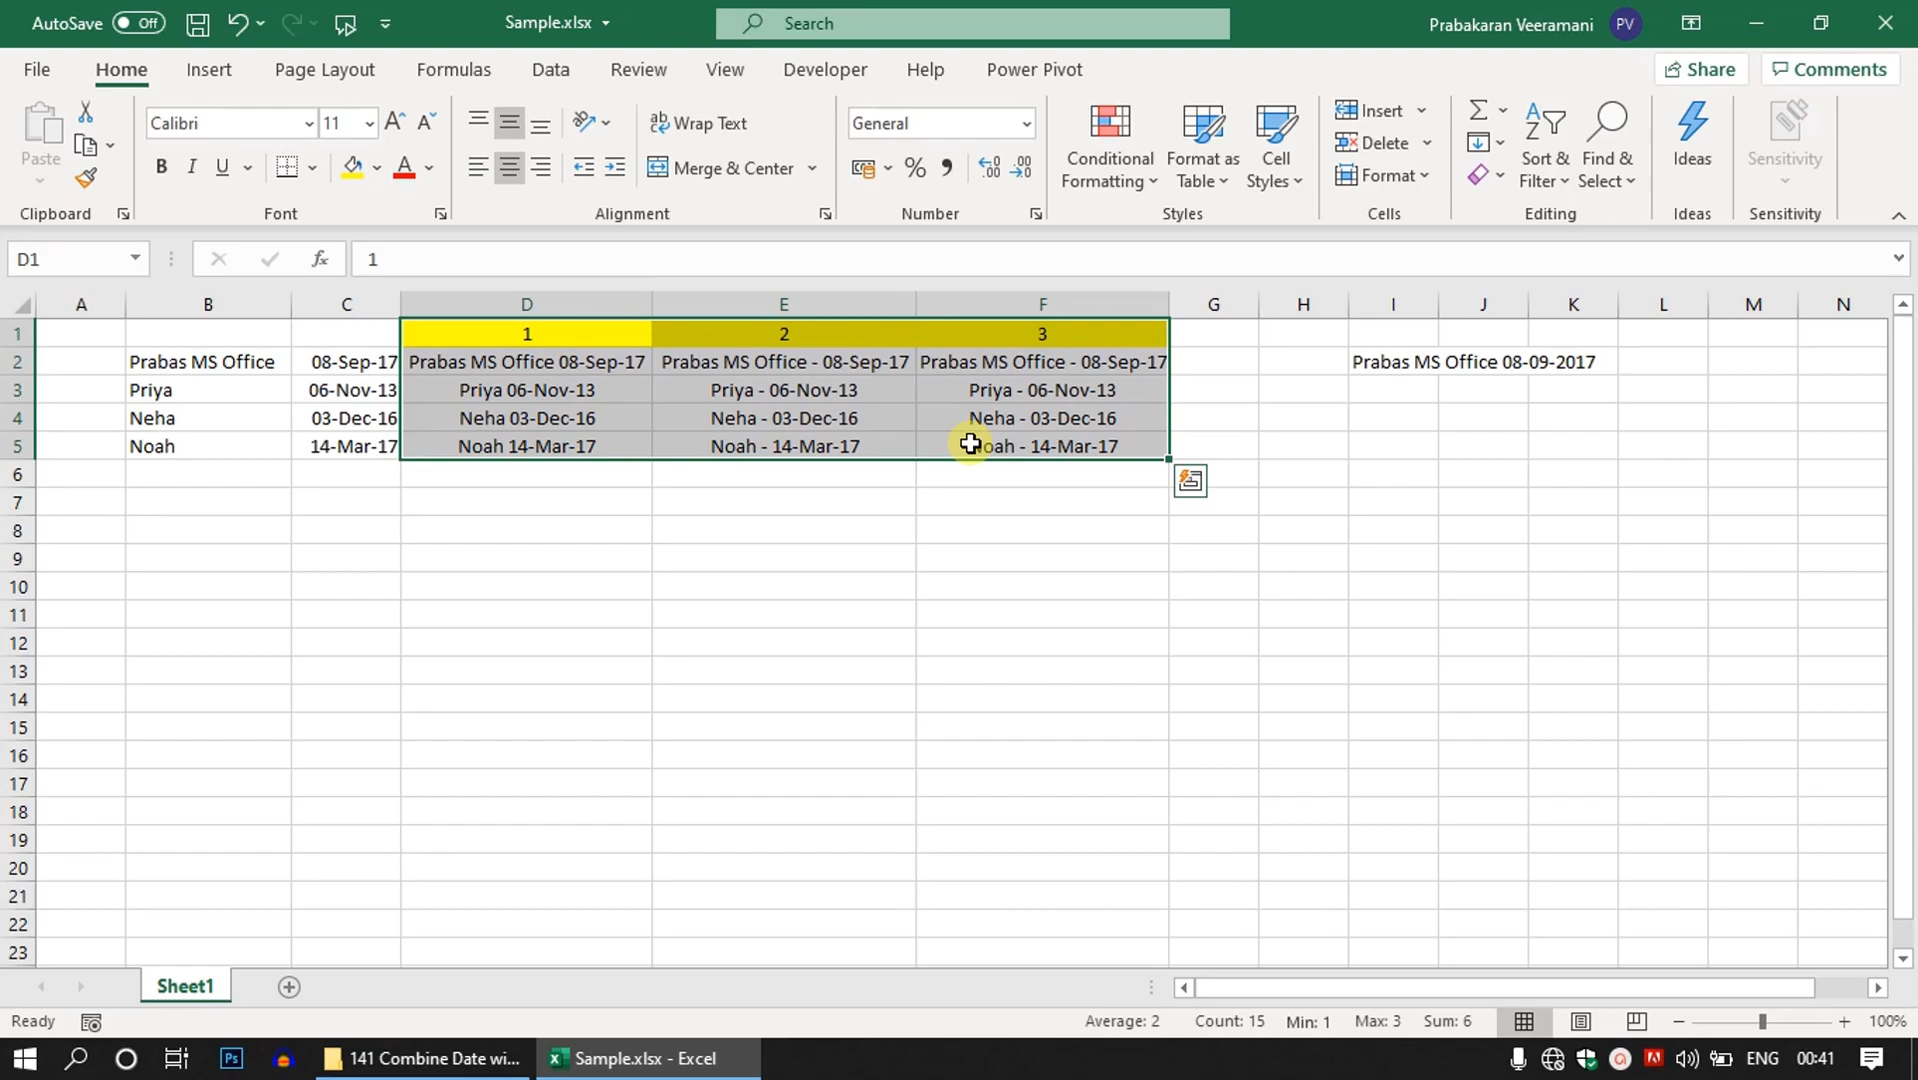 AutoSave Off Sample.xlsx Search Prabakaran Veeramani PV
File Home Insert Page Layout Formulas Data Review View Developer Help Power Pivot Share Comments
Paste Calibri 11 A A ab Wrap Text General Conditional Formatting Format as Table Cell Styles Insert Delete Format Sort & Filter Find & Select Ideas Sensitivity
B I U A Merge & Center % ,
Clipboard Font Alignment Number Styles Cells Editing Ideas Sensitivity
D1 fx 1
A B C D E F G H I J K L M N
1 1 2 3
2 Prabas MS Office 08-Sep-17 Prabas MS Office 08-Sep-17 Prabas MS Office - 08-Sep-17 Prabas MS Office - 08-Sep-17 Prabas MS Office 08-09-2017
3 Priya 06-Nov-13 Priya 06-Nov-13 Priya - 06-Nov-13 Priya - 06-Nov-13
4 Neha 03-Dec-16 Neha 03-Dec-16 Neha - 03-Dec-16 Neha - 03-Dec-16
5 Noah 14-Mar-17 Noah 14-Mar-17 Noah - 14-Mar-17 Noah - 14-Mar-17
6
7
8
9
10
11
12
13
14
15
16
17
18
19
20
21
22
23
Sheet1
Ready Average: 2 Count: 15 Min: 1 Max: 3 Sum: 6 100%
Ps 141 Combine Date wi... Sample.xlsx - Excel ENG 00:41